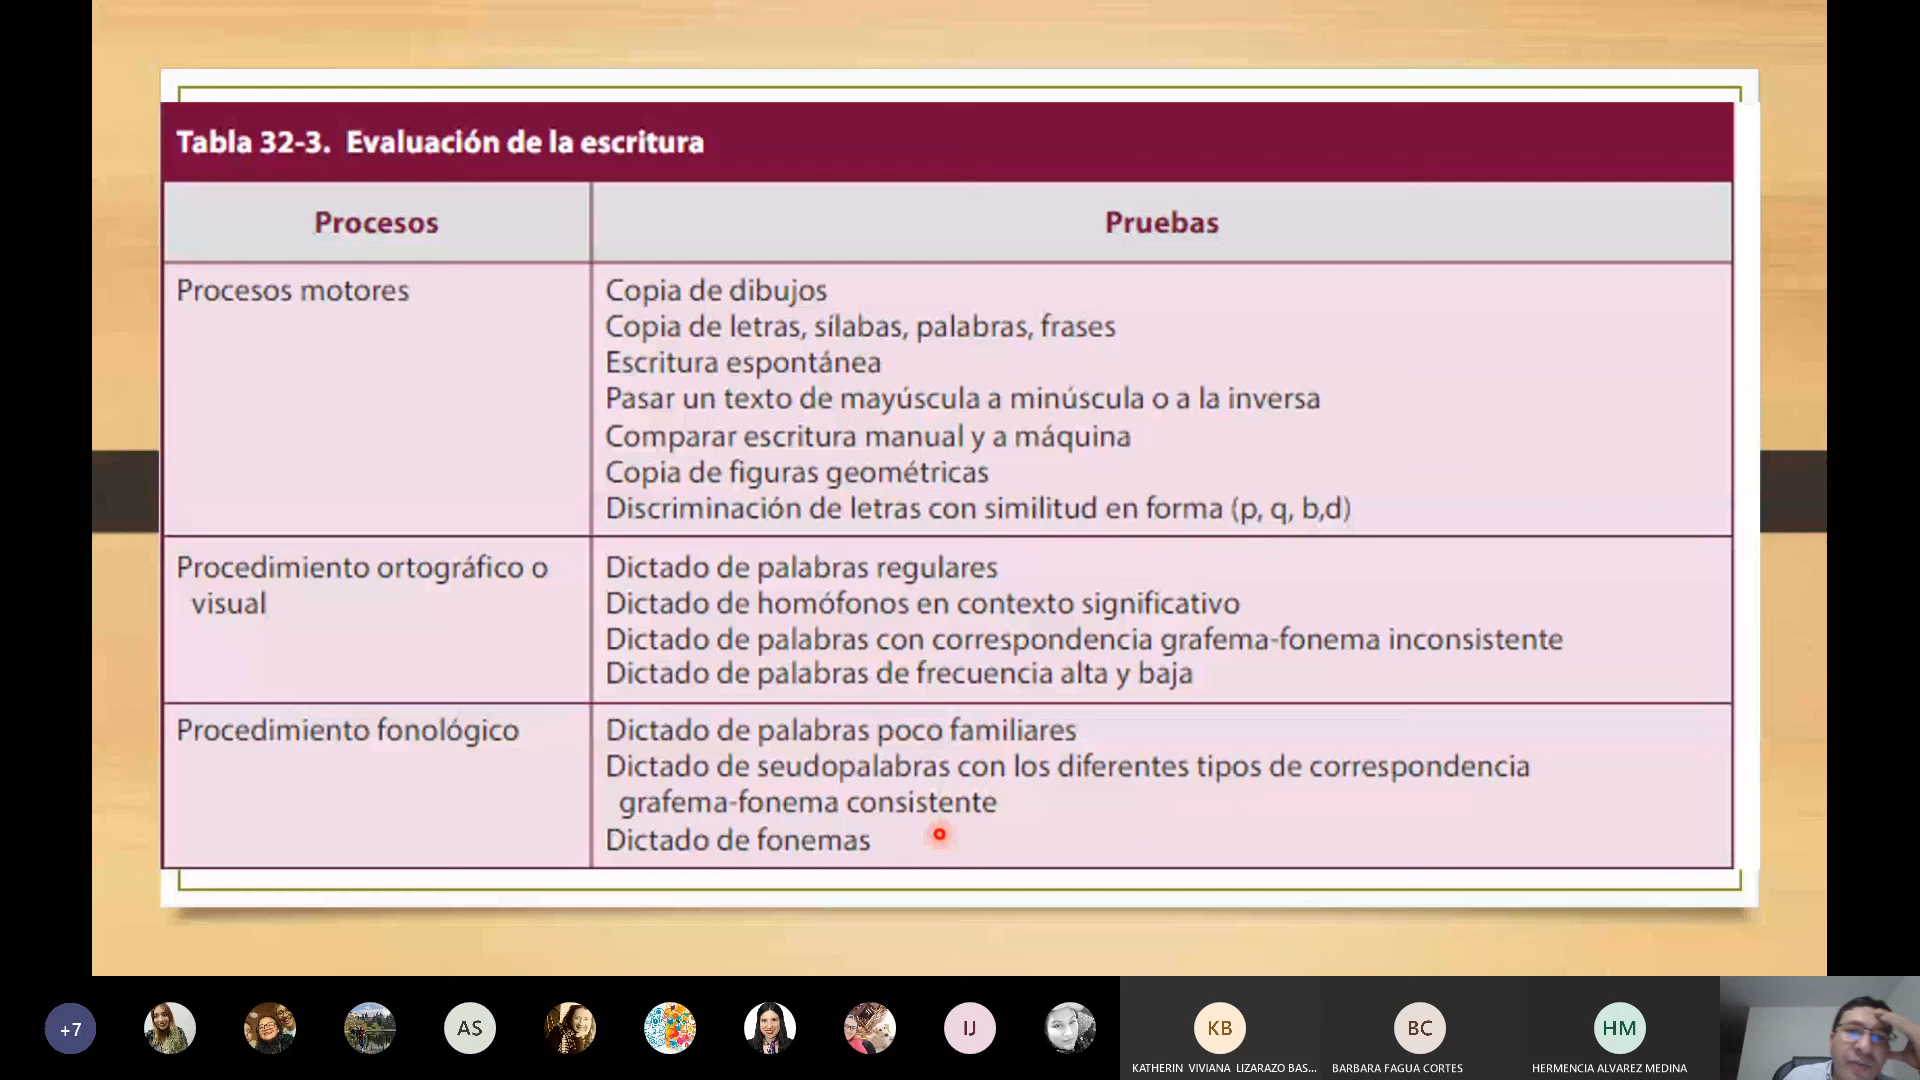 Tabla 32-3. Evaluación de la escritura
Procesos
Pruebas
Procesos motores
Copia de dibujos
Copia de letras, sílabas, palabras, frases
Escritura espontánea
Pasar un texto de mayúscula a minúscula o a la inversa
Comparar escritura manual y a máquina
Copia de figuras geométricas
Discriminación de letras con similitud en forma (p, q, b,d)
Procedimiento ortográfico o
visual
Dictado de palabras regulares
Dictado de homófonos en contexto significativo
Dictado de palabras con correspondencia grafema-fonema inconsistente
Dictado de palabras de frecuencia alta y baja
Procedimiento fonológico
Dictado de palabras poco familiares
Dictado de seudopalabras con los diferentes tipos de correspondencia
grafema-fonema consistente
Dictado de fonemas
+7
AS
IJ
KB
BC
HM
KATHERIN VIVIANA LIZARAZO BAS...
BARBARA FAGUA CORTES
HERMENCIA ALVAREZ MEDINA